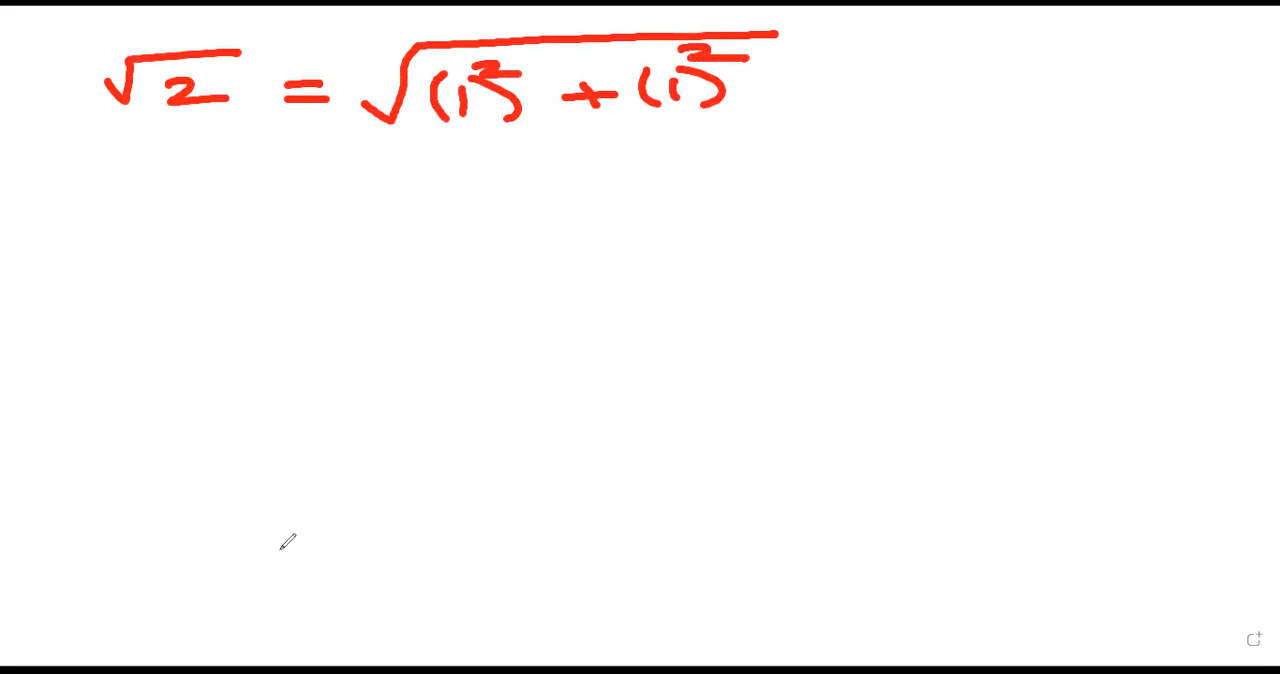 √2 = √((1)² + (1)²)